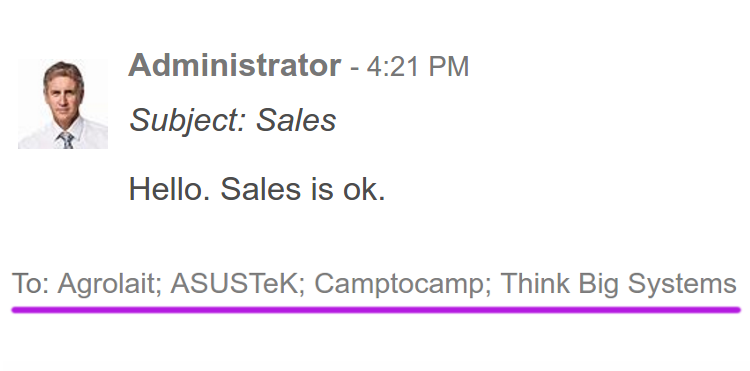 Administrator - 4:21 PM
Subject: Sales
Hello. Sales is ok.
To: Agrolait; ASUSTeK; Camptocamp; Think Big Systems